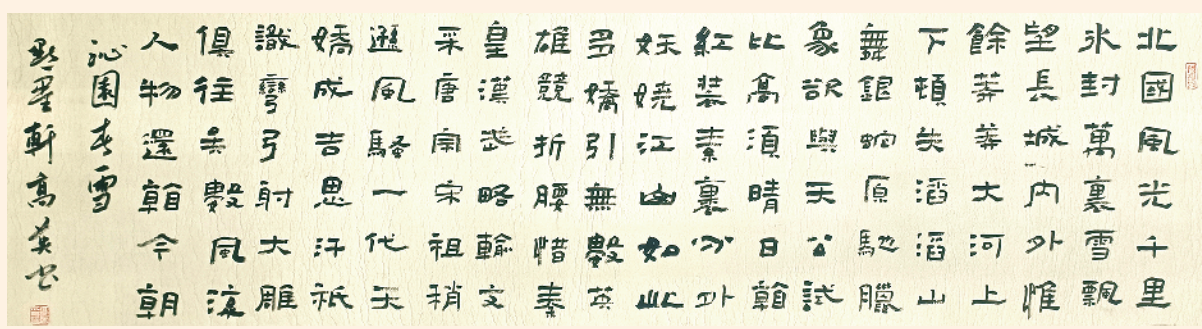 北國風光千里
氷封萬裏雪飄
望長城内外惟
餘莽莽大河上
下頓失滔滔山
舞銀蛇原馳臘
象欲與天公試
比高須晴日看
紅裝素裏分外
妖嬈江山如此
多嬌引無數英
雄競折腰惜秦
皇漢武略輸文
采唐宗宋祖稍
遜風騷一代天
嬌成吉思汗祇
識彎弓射大雕
俱往矣數風流
人物還看今朝
沁園春雪
墨軒高英书